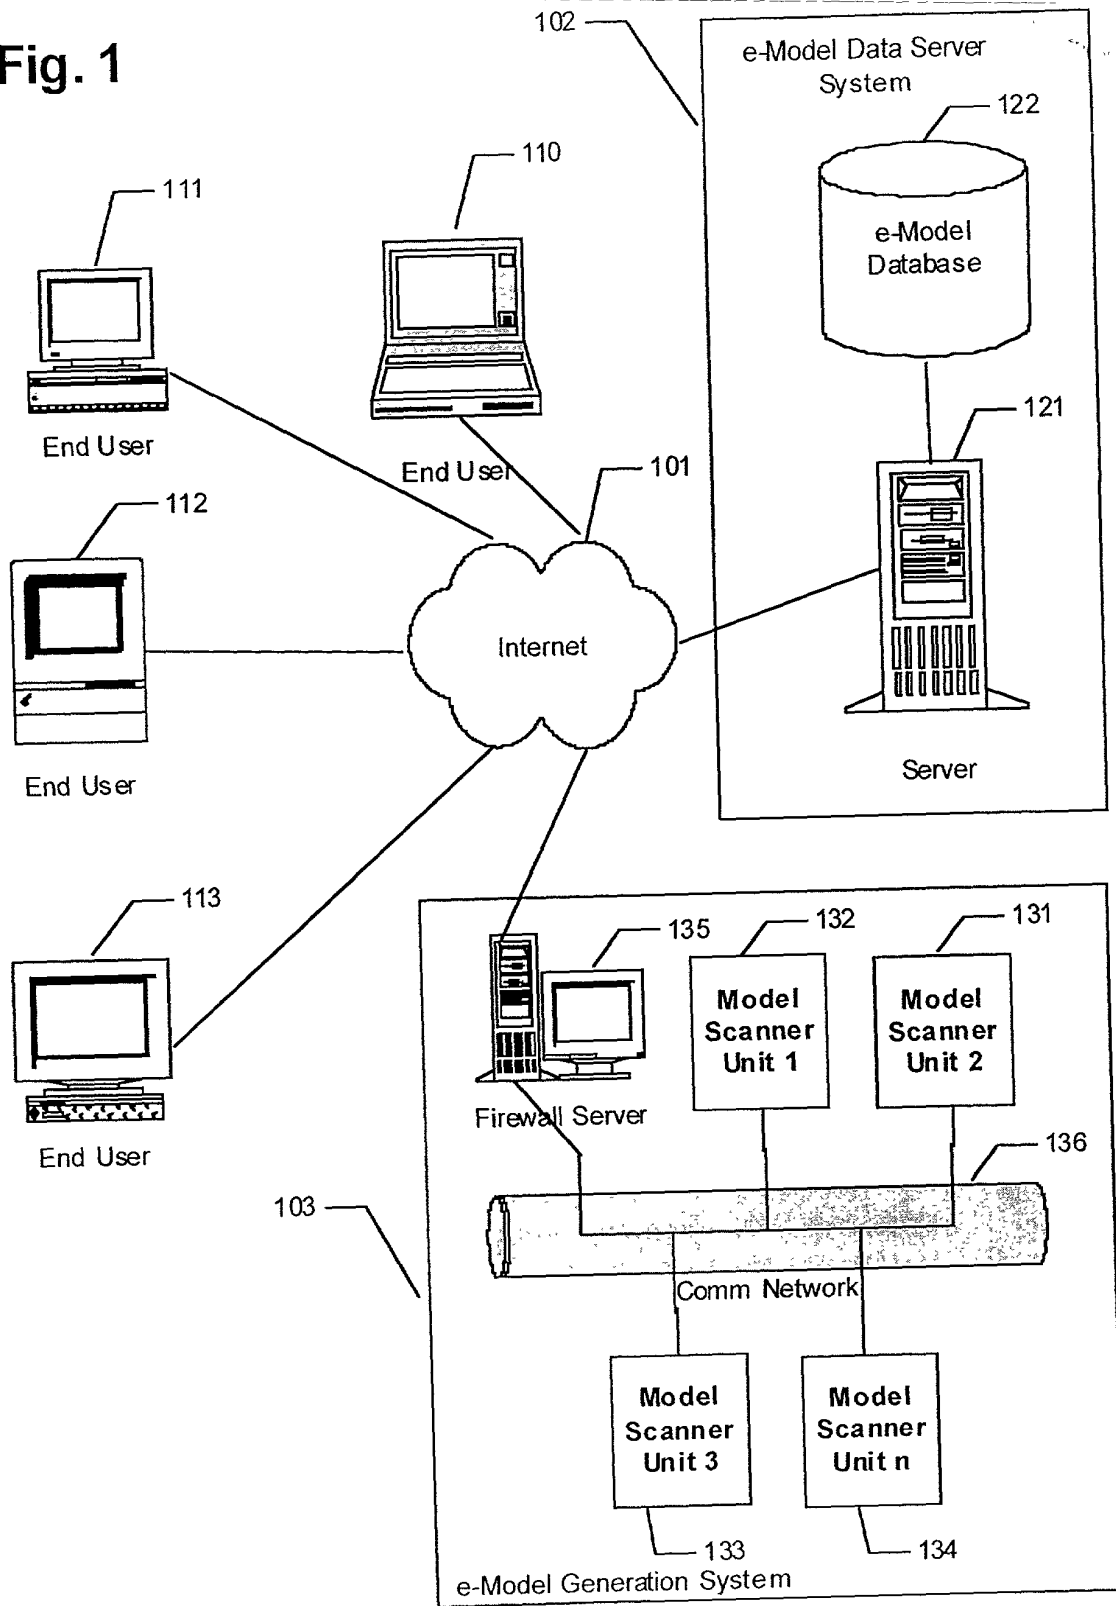 Fig. 1
102
e-Model Data Server
System
122
e-Model
Database
110
111
End User
End User
101
121
112
Internet
Server
End User
113
135
132
131
Model
Scanner
Unit 1
Model
Scanner
Unit 2
Firewall Server
End User
136
103
Comm Network
Model
Scanner
Unit 3
Model
Scanner
Unit n
133
134
e-Model Generation System